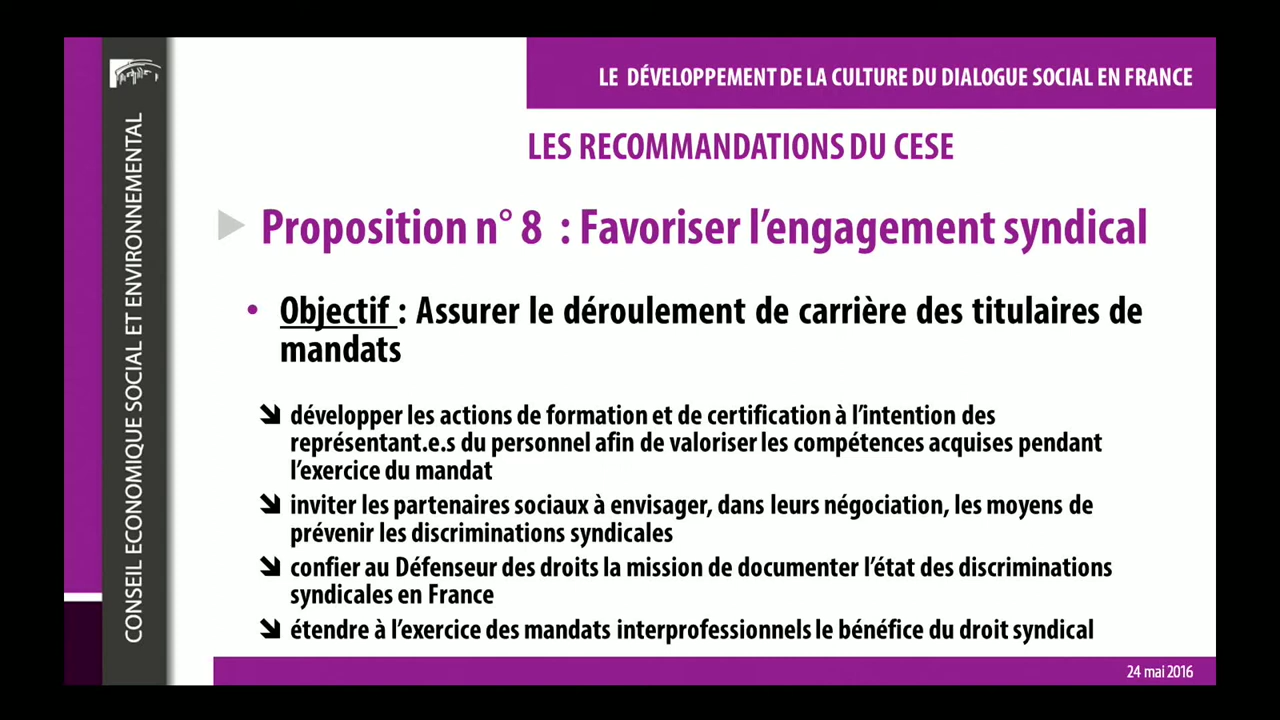 LE DÉVELOPPEMENT DE LA CULTURE DU DIALOGUE SOCIAL EN FRANCE
LES RECOMMANDATIONS DU CESE
Proposition n° 8 : Favoriser l'engagement syndical
• Objectif : Assurer le déroulement de carrière des titulaires de
mandats
développer les actions de formation et de certification à l'intention des
représentant.e.s du personnel afin de valoriser les compétences acquises pendant
l'exercice du mandat
inviter les partenaires sociaux à envisager, dans leurs négociation, les moyens de
prévenir les discriminations syndicales
confier au Défenseur des droits la mission de documenter l'état des discriminations
syndicales en France
étendre à l'exercice des mandats interprofessionnels le bénéfice du droit syndical
24 mai 2016
CONSEIL ECONOMIQUE SOCIAL ET ENVIRONNEMENTAL